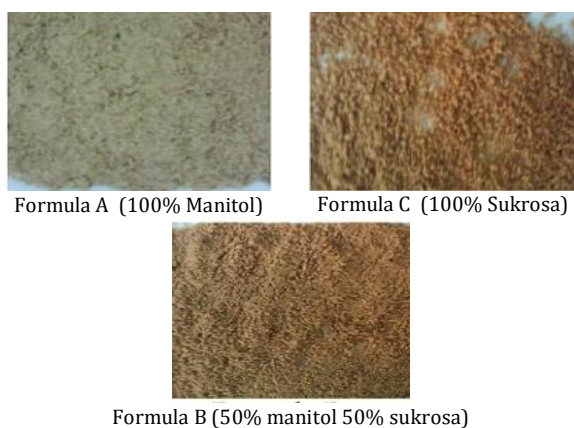 Formula A (100% Manitol)
Formula C (100% Sukrosa)
Formula B (50% manitol 50% sukrosa)